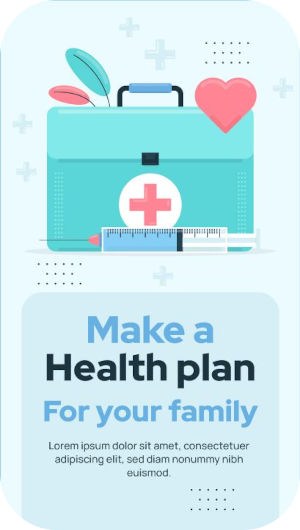 Make a
Health plan
For your family
Lorem ipsum dolor sit amet, consectetuer
adipiscing elit, sed diam nonummy nibh
euismod.